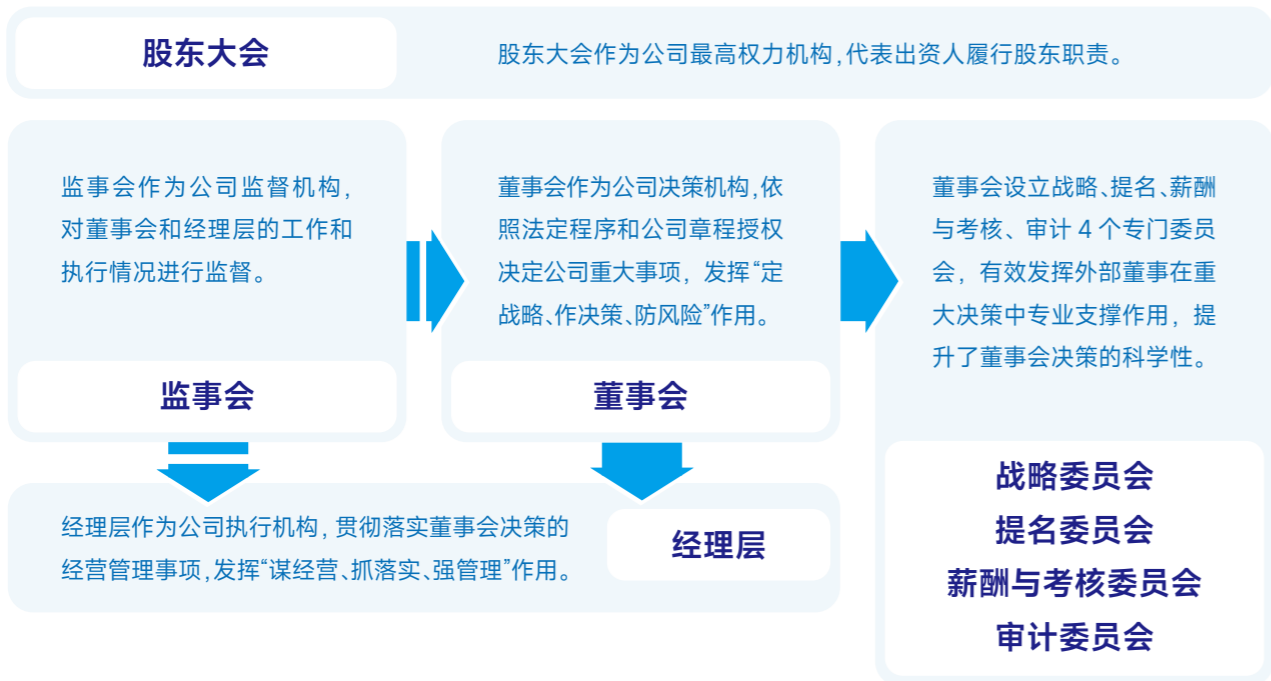 股东大会
股东大会作为公司最高权力机构,代表出资人履行股东职责。
监事会作为公司监督机构,
对董事会和经理层的工作和
执行情况进行监督。
监事会
董事会作为公司决策机构,依
照法定程序和公司章程授权
决定公司重大事项,发挥“定
战略、作决策、防风险”作用。
董事会
董事会设立战略、提名、薪酬
与考核、审计 4 个专门委员
会,有效发挥外部董事在重
大决策中专业支撑作用,提
升了董事会决策的科学性。
战略委员会
提名委员会
薪酬与考核委员会
审计委员会
经理层作为公司执行机构,贯彻落实董事会决策的
经营管理事项,发挥“谋经营、抓落实、强管理”作用。
经理层